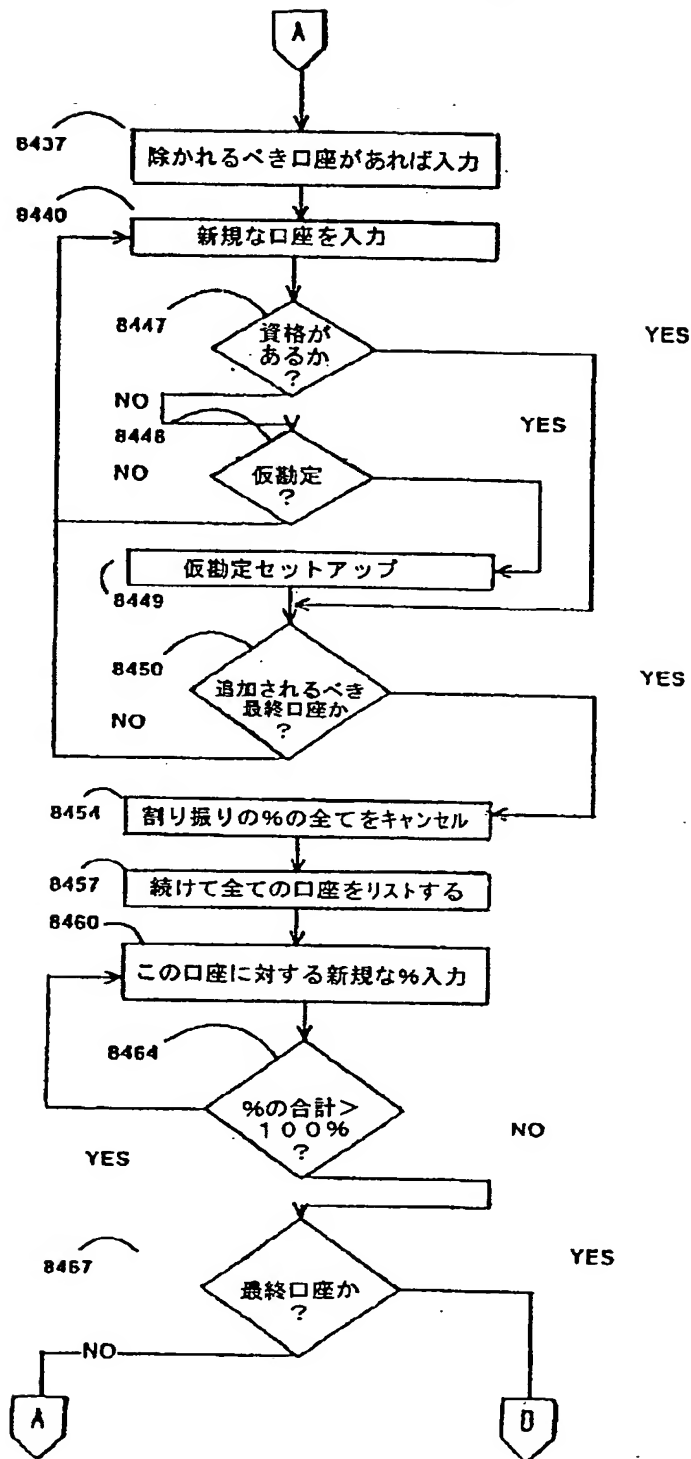 A
8437
除かれるべき口座があれば入力
8440
新規な口座を入力
8447
資格が
あるか
?
YES
NO
8448
YES
NO
仮勘定
?
仮勘定セットアップ
8449
8450
追加されるべき
最終口座か
?
YES
NO
8454
割り振りの%の全てをキャンセル
8457
続けて全ての口座をリストする
8460
この口座に対する新規な%入力
8464
%の合計>
100%
?
NO
YES
8467
最終口座か
?
YES
NO
A
D